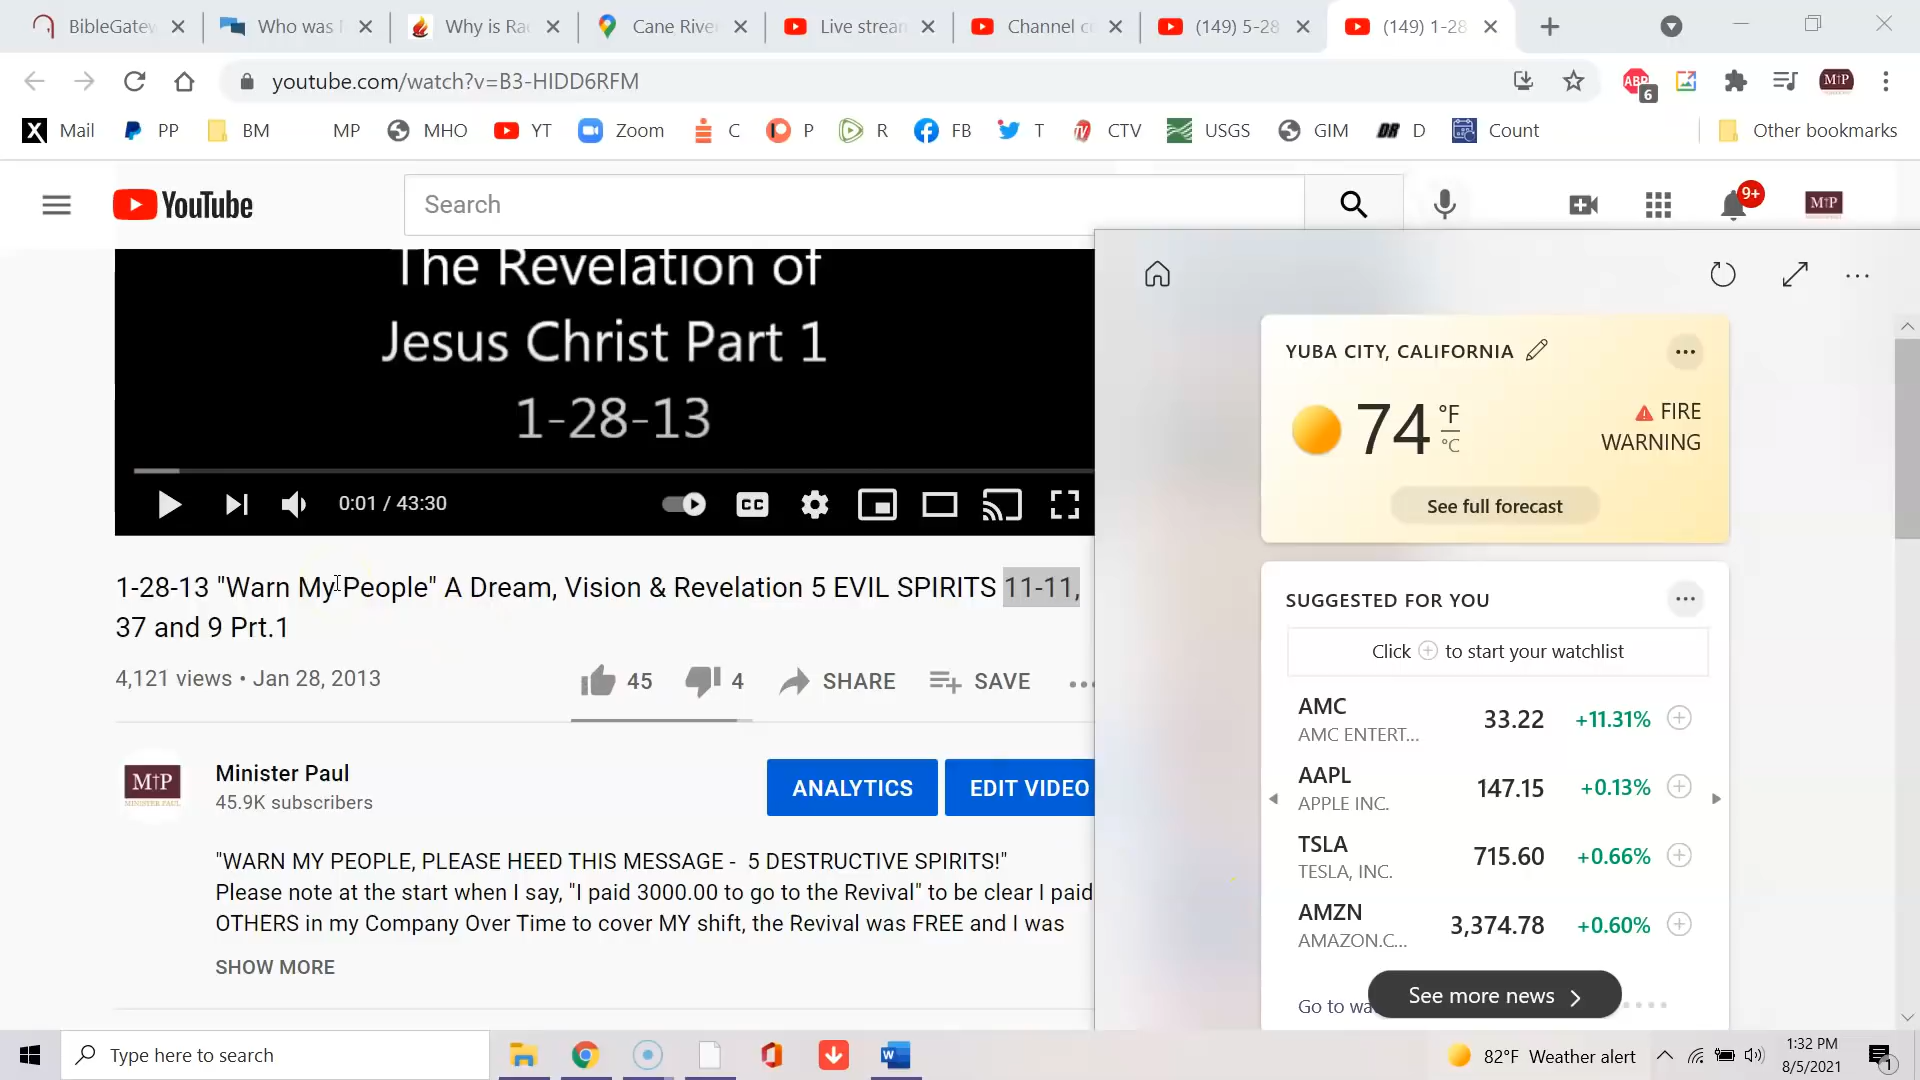 BibleGatew
Who was
Why is Ra
Cane River
Live stream
Channel c
(149) 5-28
(149) 1-28
youtube.com/watch?v=B3-HIDD6RFM
ABP
6
M†P
X Mail
PP
BM
MP
MHO
YT
Zoom
C
P
R
FB
T
CTV
USGS
GIM
DR D
Count
Other bookmarks
YouTube
Search
9+
M†P
The Revelation of
Jesus Christ Part 1
1-28-13
0:01 / 43:30
CC
1-28-13 "Warn My People" A Dream, Vision & Revelation 5 EVIL SPIRITS 11-11,
37 and 9 Prt.1
4,121 views • Jan 28, 2013
45
4
SHARE
SAVE
M†P
MINISTER PAUL
Minister Paul
45.9K subscribers
ANALYTICS
EDIT VIDEO
"WARN MY PEOPLE, PLEASE HEED THIS MESSAGE - 5 DESTRUCTIVE SPIRITS!"
Please note at the start when I say, "I paid 3000.00 to go to the Revival" to be clear I paid
OTHERS in my Company Over Time to cover MY shift, the Revival was FREE and I was
SHOW MORE
YUBA CITY, CALIFORNIA
74 °F
°C
FIRE
WARNING
See full forecast
SUGGESTED FOR YOU
Click + to start your watchlist
AMC 33.22 +11.31%
AMC ENTERT...
AAPL 147.15 +0.13%
APPLE INC.
TSLA 715.60 +0.66%
TESLA, INC.
AMZN 3,374.78 +0.60%
AMAZON.C...
Go to wa
See more news
Type here to search
82°F Weather alert
1:32 PM
8/5/2021
1